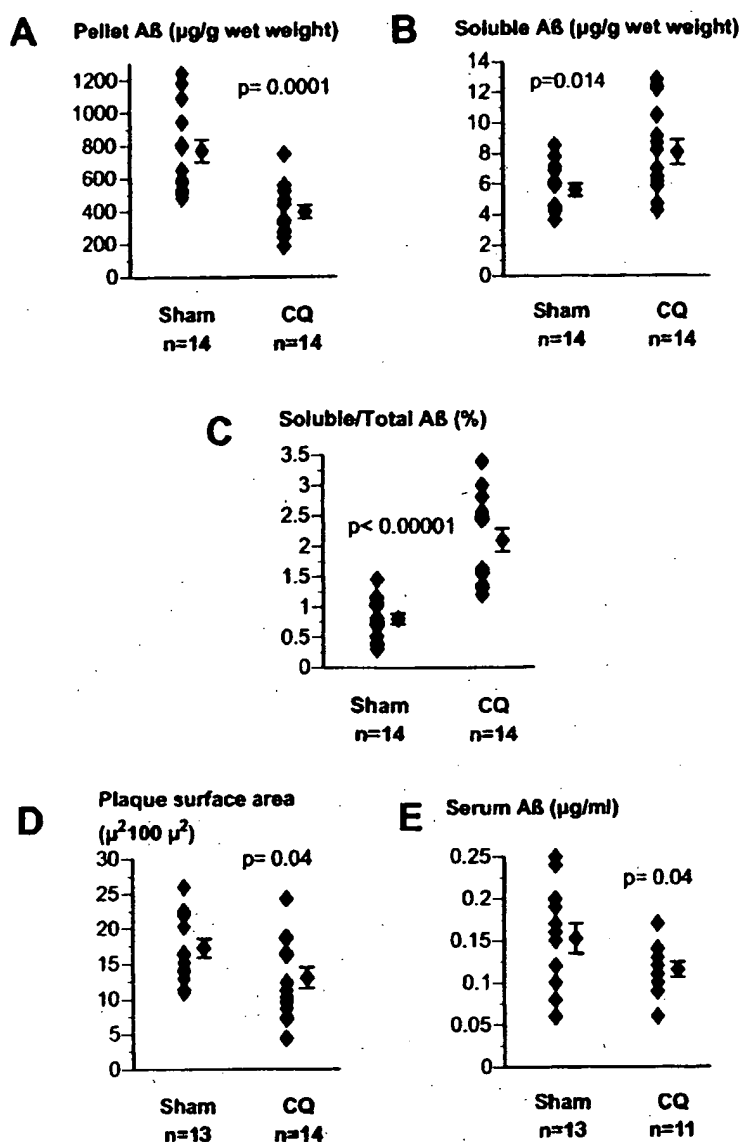 A Pellet Aß (µg/g wet weight)
1200
1000
800
600
400
200
0
p= 0.0001
Sham CQ
n=14 n=14
B Soluble Aß (µg/g wet weight)
14
12
10
8
6
4
2
0
p=0.014
Sham CQ
n=14 n=14
C Soluble/Total Aß (%)
3.5
3
2.5
2
1.5
1
0.5
0
p< 0.00001
Sham CQ
n=14 n=14
D Plaque surface area
(µ²100 µ²)
30
25
20
15
10
5
0
p= 0.04
Sham CQ
n=13 n=14
E Serum Aß (µg/ml)
0.25
0.2
0.15
0.1
0.05
0
p= 0.04
Sham CQ
n=13 n=11